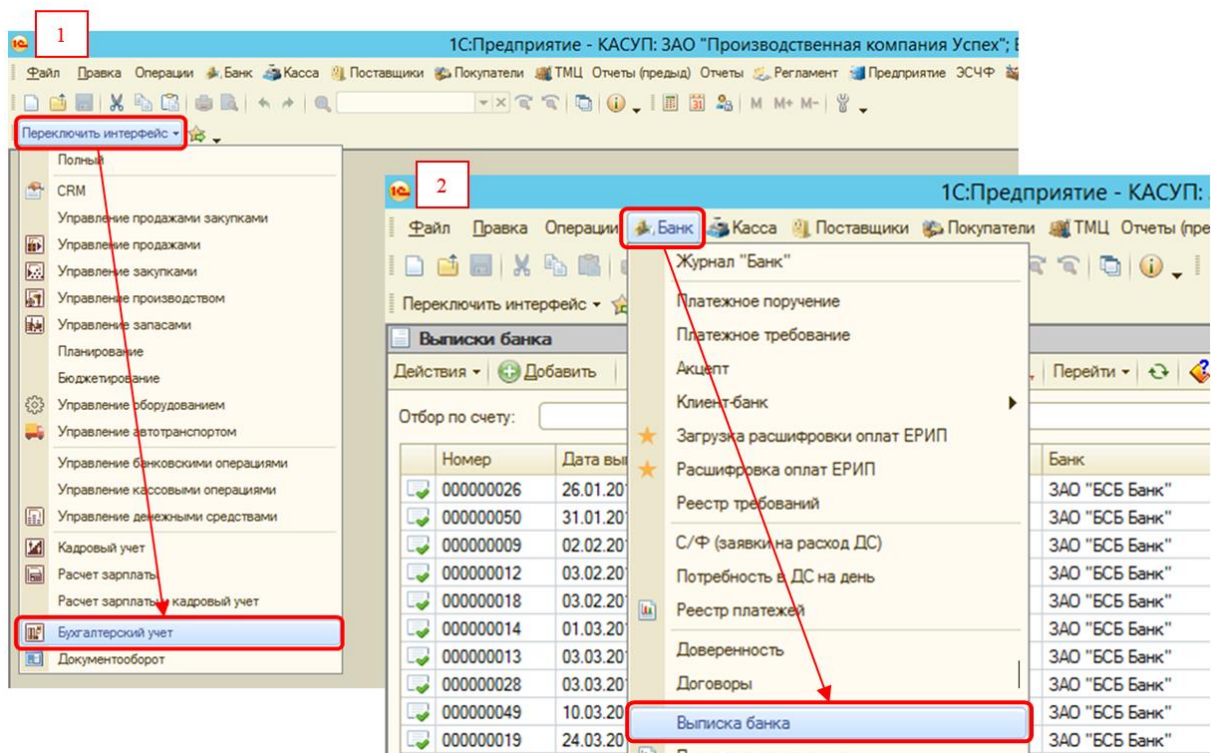 1
1С:Предприятие - КАСУП: ЗАО "Производственная компания Успех";
Файл Правка Операции Банк Касса Поставщики Покупатели ТМЦ Отчеты (предыд) Отчеты Регламент Предприятие ЭСЧФ
M M+ M-
Переключить интерфейс
Полный
CRM
Управление продажами закупками
Управление продажами
Управление закупками
Управление производством
Управление запасами
Планирование
Бюджетирование
Управление оборудованием
Управление автотранспортом
Управление банковскими операциями
Управление кассовыми операциями
Управление денежными средствами
Кадровый учет
Расчет зарплаты
Расчет зарплаты и кадровый учет
Бухгалтерский учет
Документооборот
2
1С:Предприятие - КАСУП:
Файл Правка Операции Банк Касса Поставщики Покупатели ТМЦ Отчеты (пре
Переключить интерфейс
Выписки банка
Действия Добавить Перейти
Отбор по счету:
Номер Дата вы Банк
000000026 26.01.20 ЗАО "БСБ Банк"
000000050 31.01.20 ЗАО "БСБ Банк"
000000009 02.02.20 ЗАО "БСБ Банк"
000000012 03.02.20 ЗАО "БСБ Банк"
000000018 03.02.20 ЗАО "БСБ Банк"
000000014 01.03.20 ЗАО "БСБ Банк"
000000013 03.03.20 ЗАО "БСБ Банк"
000000028 03.03.20 ЗАО "БСБ Банк"
000000049 10.03.20 ЗАО "БСБ Банк"
000000019 24.03.20 ЗАО "БСБ Банк"
Журнал "Банк"
Платежное поручение
Платежное требование
Акцепт
Клиент-банк
Загрузка расшифровки оплат ЕРИП
Расшифровка оплат ЕРИП
Реестр требований
С/Ф (заявки на расход ДС)
Потребность в ДС на день
Реестр платежей
Доверенность
Договоры
Выписка банка